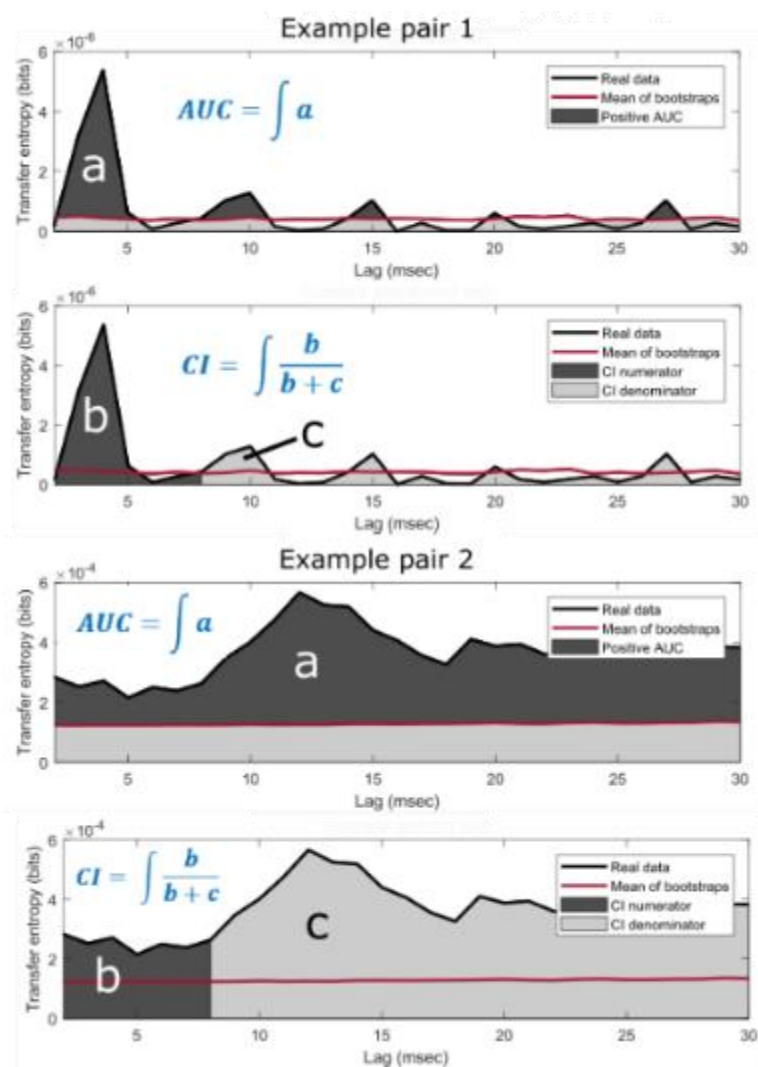 Example pair 1
×10⁻⁶
Transfer entropy (bits)
6
4
2
0
AUC = ∫ a
a
Real data
Mean of bootstraps
Positive AUC
5 10 15 20 25 30
Lag (msec)
×10⁻⁶
Transfer entropy (bits)
6
4
2
0
CI = ∫ b / b + c
b
c
Real data
Mean of bootstraps
CI numerator
CI denominator
5 10 15 20 25 30
Lag (msec)
Example pair 2
×10⁻⁴
Transfer entropy (bits)
6
4
2
0
AUC = ∫ a
a
Real data
Mean of bootstraps
Positive AUC
5 10 15 20 25 30
Lag (msec)
×10⁻⁴
Transfer entropy (bits)
6
4
2
0
CI = ∫ b / b + c
b
c
Real data
Mean of bootstraps
CI numerator
CI denominator
5 10 15 20 25 30
Lag (msec)